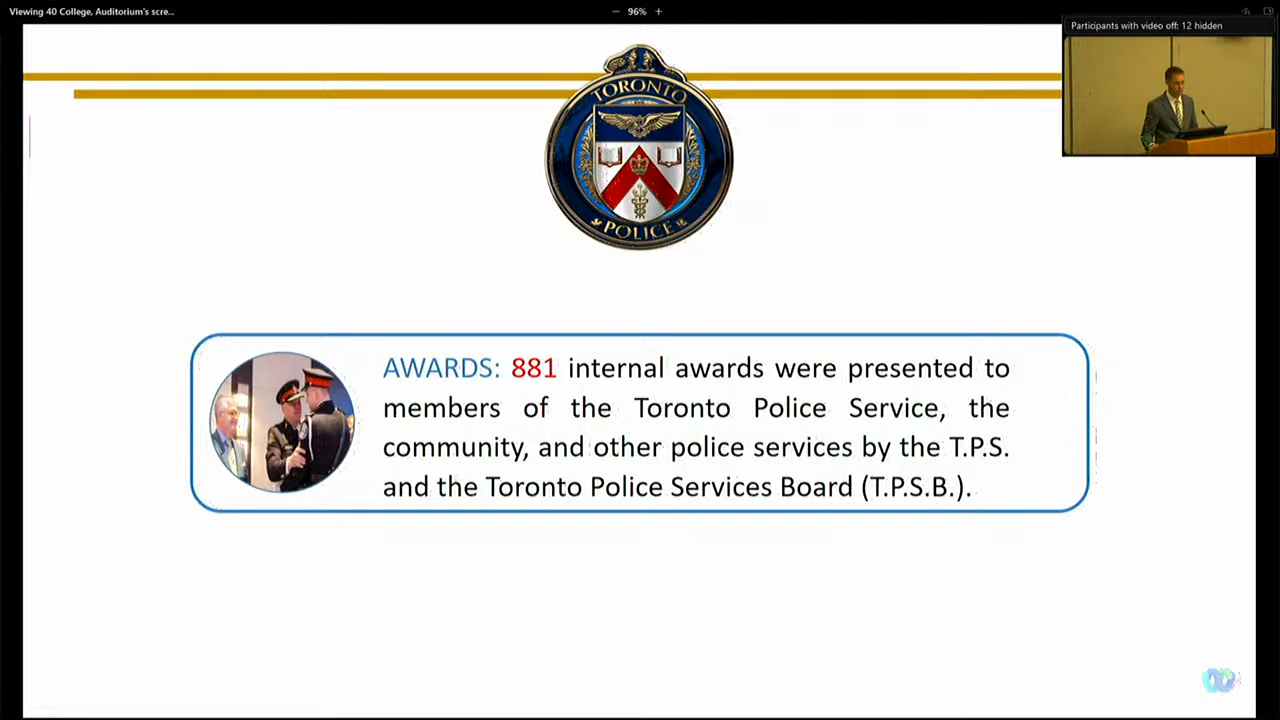 Viewing 40 College, Auditorium's scre...
96%
Participants with video off: 12 hidden
TORONTO
POLICE
AWARDS: 881 internal awards were presented to
members of the Toronto Police Service, the
community, and other police services by the T.P.S.
and the Toronto Police Services Board (T.P.S.B.).